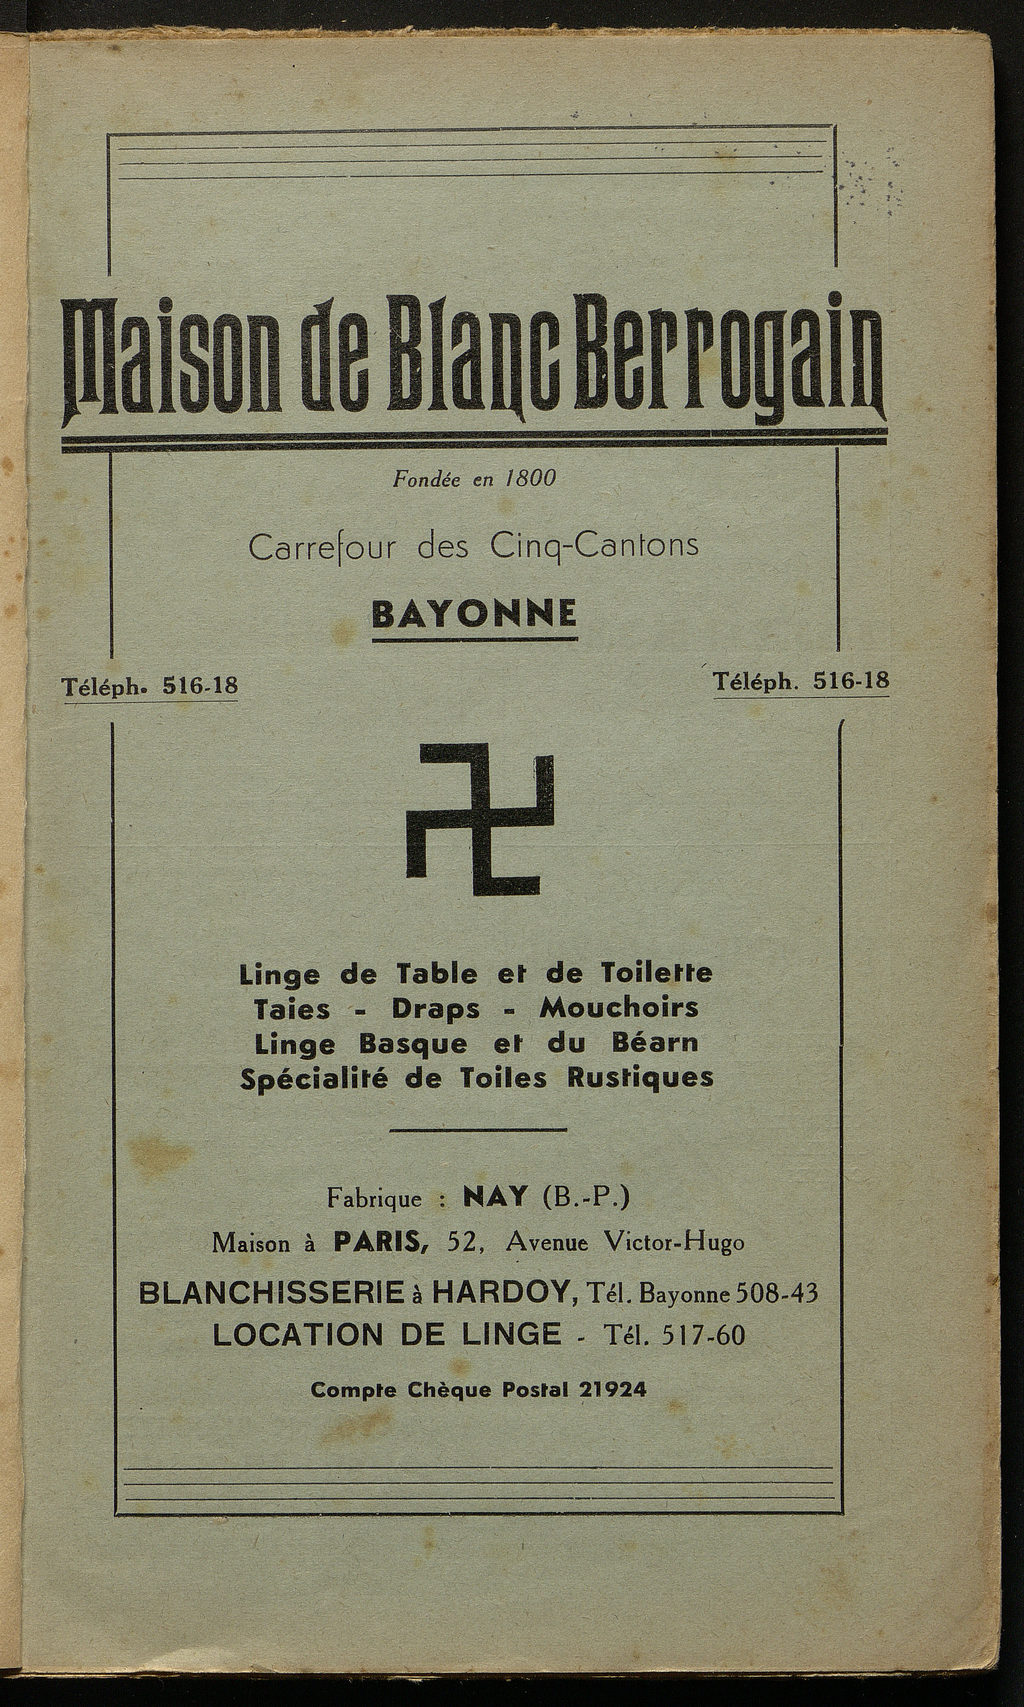 Maison de Blanc Berrogain
Fondée en 1800
Carrefour des Cinq-Cantons
BAYONNE
Téléph. 516-18
Téléph. 516-18
Linge de Table et de Toilette
Taies - Draps - Mouchoirs
Linge Basque et du Béarn
Spécialité de Toiles Rustiques
Fabrique : NAY (B.-P.)
Maison à PARIS, 52, Avenue Victor-Hugo
BLANCHISSERIE à HARDOY, Tél. Bayonne 508-43
LOCATION DE LINGE - Tél. 517-60
Compte Chèque Postal 21924